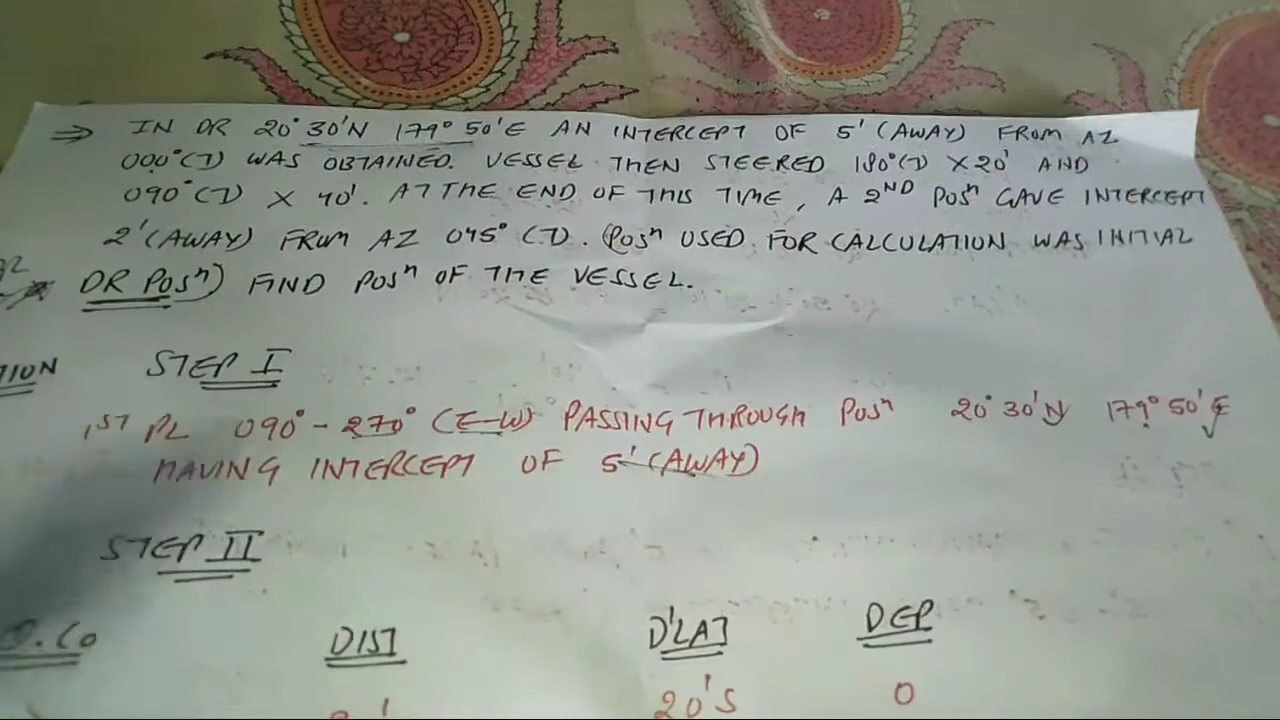 ⇒ IN DR 20° 30'N 179° 50'E AN INTERCEPT OF 5' (AWAY) FROM AZ
000°(T) WAS OBTAINED. VESSEL THEN STEERED 180°(T) X 20' AND
090°(T) X 40'. AT THE END OF THIS TIME, A 2ND POSn GAVE INTERCEPT
2' (AWAY) FROM AZ 045° (T). (POSn USED FOR CALCULATION WAS INITIAL
DR POSn) FIND POSn OF THE VESSEL.
TION STEP I
1ST PL 090° - 270° (E-W) PASSING THROUGH POSn 20° 30'N 179° 50'E
HAVING INTERCEPT OF 5' (AWAY)
STEP II
CO DIST D'LAT DEP
20'S 0